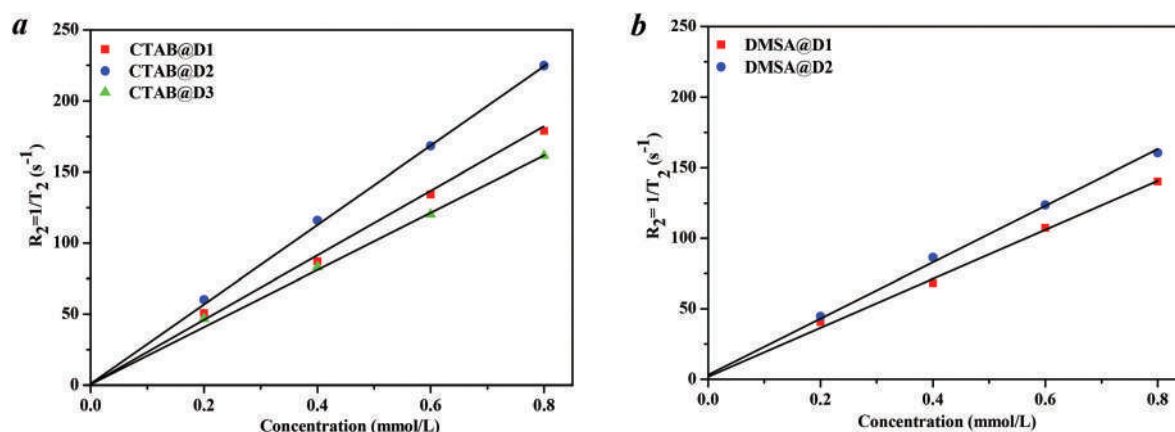 a
250
200
150
100
50
0
R2=1/T2 (s⁻¹)
CTAB@D1
CTAB@D2
CTAB@D3
0.0 0.2 0.4 0.6 0.8
Concentration (mmol/L)
b
250
200
150
100
50
0
R2= 1/T2 (s⁻¹)
DMSA@D1
DMSA@D2
0.0 0.2 0.4 0.6 0.8
Concentration (mmol/L)